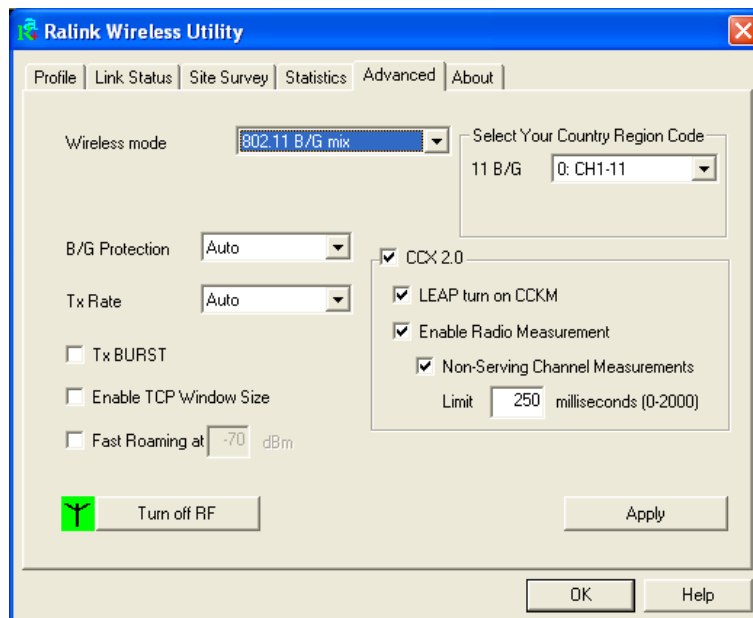 Ralink Wireless Utility
Profile Link Status Site Survey Statistics Advanced About
Wireless mode 802.11 B/G mix
Select Your Country Region Code
11 B/G 0: CH1-11
B/G Protection Auto
Tx Rate Auto
Tx BURST
Enable TCP Window Size
Fast Roaming at -70 dBm
CCX 2.0
LEAP turn on CCKM
Enable Radio Measurement
Non-Serving Channel Measurements
Limit 250 milliseconds (0-2000)
Turn off RF
Apply
OK Help